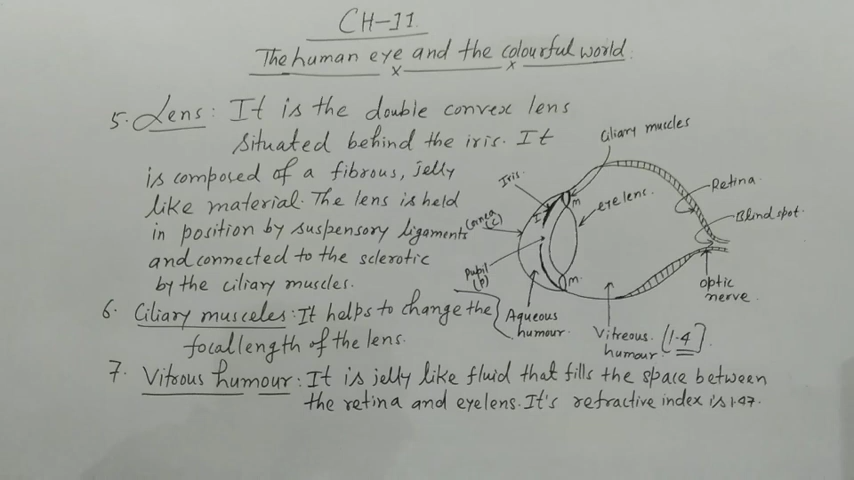 CH-11
The human eye and the colourful world
x x
5. Lens: It is the double convex lens
situated behind the iris. It
is composed of a fibrous, jelly
like material. The lens is held
in position by suspensory ligaments
and connected to the sclerotic
by the ciliary muscles.
6. Ciliary musceles: It helps to change the
focal length of the lens.
7. Vitrous humour: It is jelly like fluid that fills the space between
the retina and eyelens. It's refractive index is 1.47.
Ciliary muscles
Iris
I
m
eye lens.
Retina
Blind spot.
Cornea
(C)
Pupil
(P)
m
optic
nerve
Aqueous
humour.
Vitreous
humour
[1.4]